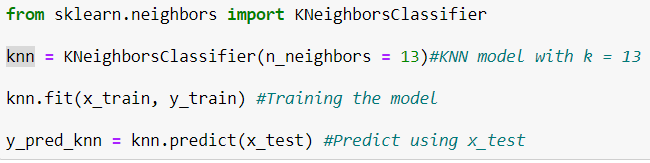 from sklearn.neighbors import KNeighborsClassifier
knn = KNeighborsClassifier(n_neighbors = 13)#KNN model with k = 13
knn.fit(x_train, y_train) #Training the model
y_pred_knn = knn.predict(x_test) #Predict using x_test